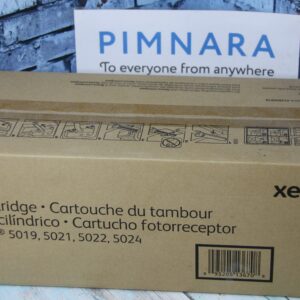 PIMNARA
To everyone from anywhere
xe
ridge • Cartouche du tambour
cilíndrico • Cartucho fotorreceptor
® 5019, 5021, 5022, 5024